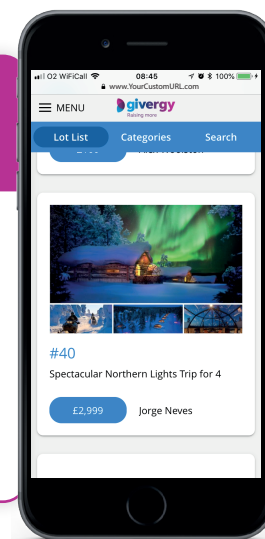 O2 WiFiCall 08:45 100%
www.YourCustomURL.com
MENU givergy
Raising more
Lot List Categories Search
#40
Spectacular Northern Lights Trip for 4
£2,999 Jorge Neves